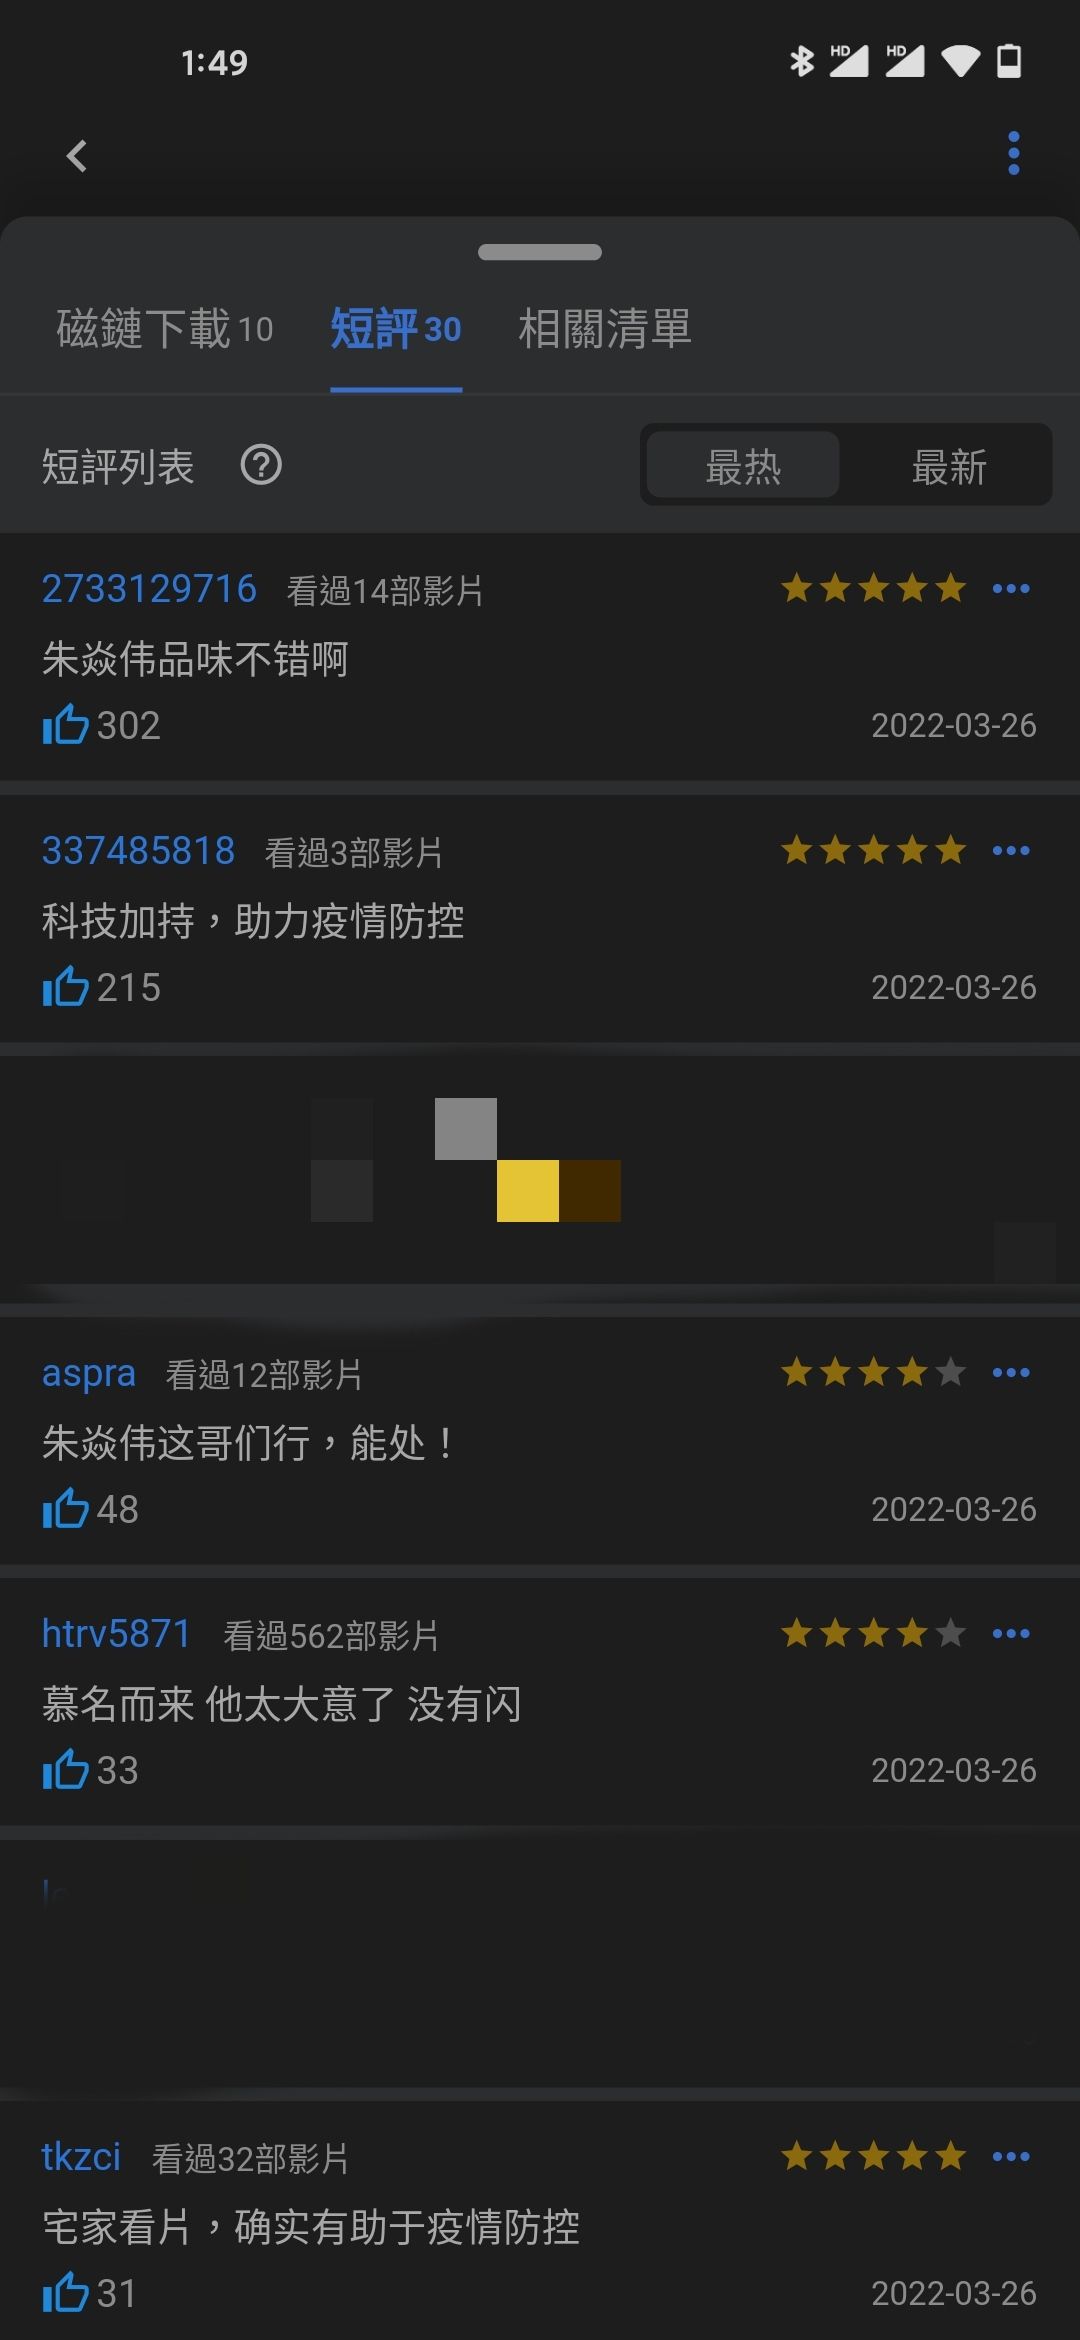 1:49
HD HD
磁鏈下載 10 短評 30 相關清單
短評列表 最热 最新
2733129716 看過14部影片
朱焱伟品味不错啊
302 2022-03-26
337485818 看過3部影片
科技加持，助力疫情防控
215 2022-03-26
aspra 看過12部影片
朱焱伟这哥们行，能处！
48 2022-03-26
htrv5871 看過562部影片
慕名而来 他太大意了 没有闪
33 2022-03-26
tkzci 看過32部影片
宅家看片，确实有助于疫情防控
31 2022-03-26